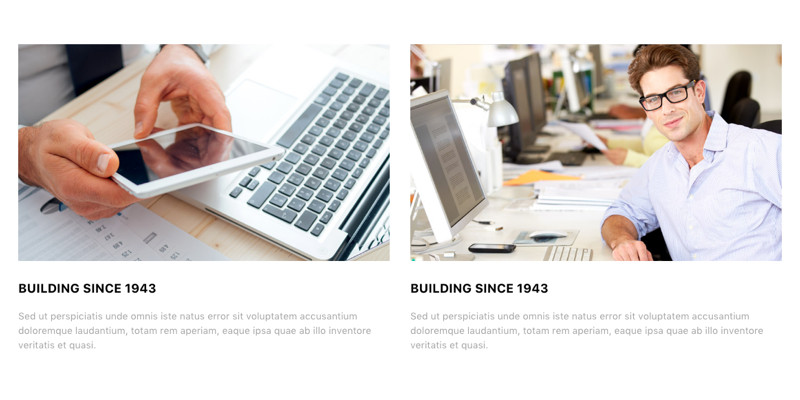 BUILDING SINCE 1943
Sed ut perspiciatis unde omnis iste natus error sit voluptatem accusantium
doloremque laudantium, totam rem aperiam, eaque ipsa quae ab illo inventore
veritatis et quasi.
BUILDING SINCE 1943
Sed ut perspiciatis unde omnis iste natus error sit voluptatem accusantium
doloremque laudantium, totam rem aperiam, eaque ipsa quae ab illo inventore
veritatis et quasi.